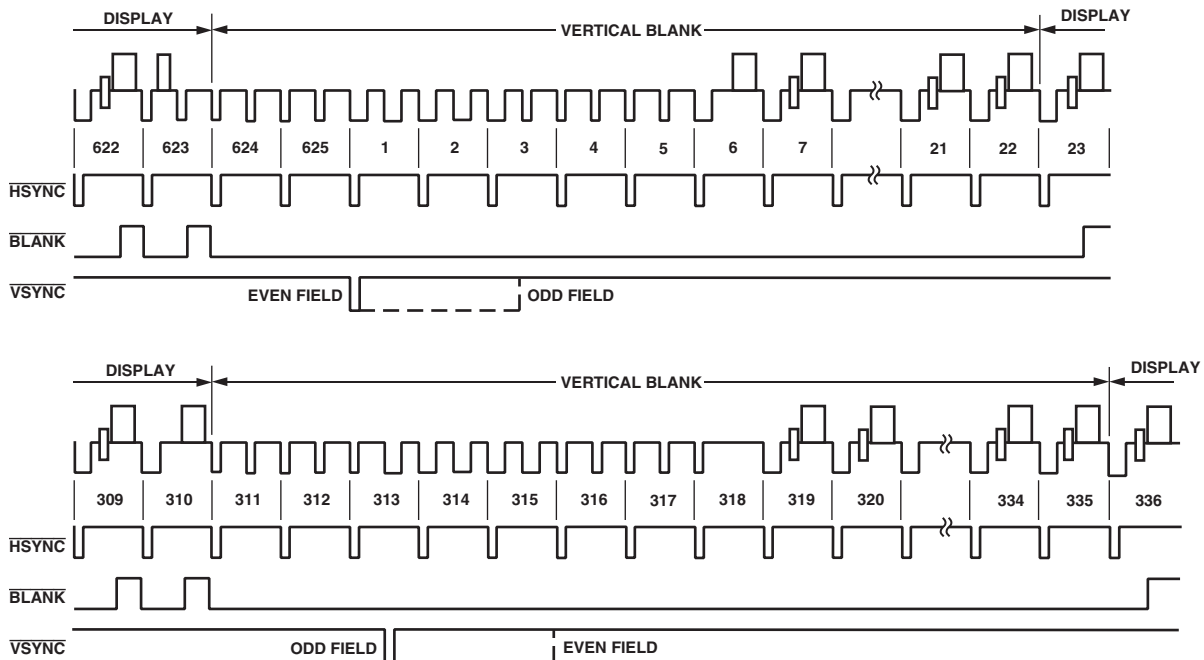 DISPLAY VERTICAL BLANK DISPLAY
622 623 624 625 1 2 3 4 5 6 7 21 22 23
HSYNC
BLANK
VSYNC
EVEN FIELD ODD FIELD
DISPLAY VERTICAL BLANK DISPLAY
309 310 311 312 313 314 315 316 317 318 319 320 334 335 336
HSYNC
BLANK
VSYNC
ODD FIELD EVEN FIELD